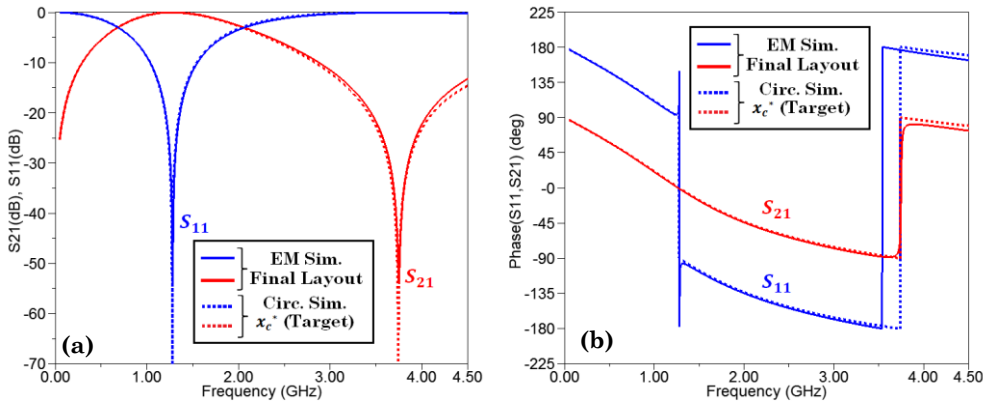 S21(dB), S11(dB)
0
-10
-20
-30
-40
-50
-60
-70
S₁₁
S₂₁
EM Sim.
Final Layout
Circ. Sim.
x_c* (Target)
(a)
0.00 1.00 2.00 3.00 4.00 4.50
Frequency (GHz)
Phase(S11,S21) (deg)
225
180
135
90
45
-0
-45
-90
-135
-180
-225
EM Sim.
Final Layout
Circ. Sim.
x_c* (Target)
S₂₁
S₁₁
(b)
0.00 1.00 2.00 3.00 4.00 4.50
Frequency (GHz)